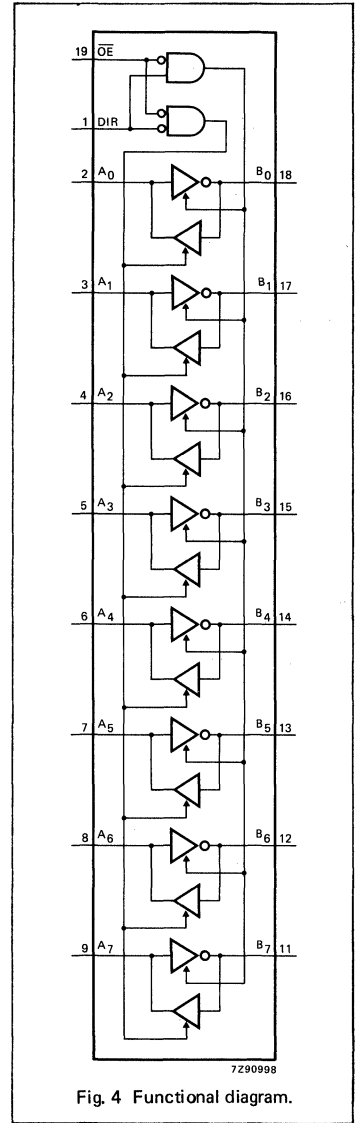 19 OE
1 DIR
2 A0 B0 18
3 A1 B1 17
4 A2 B2 16
5 A3 B3 15
6 A4 B4 14
7 A5 B5 13
8 A6 B6 12
9 A7 B7 11
7Z90998
Fig. 4 Functional diagram.